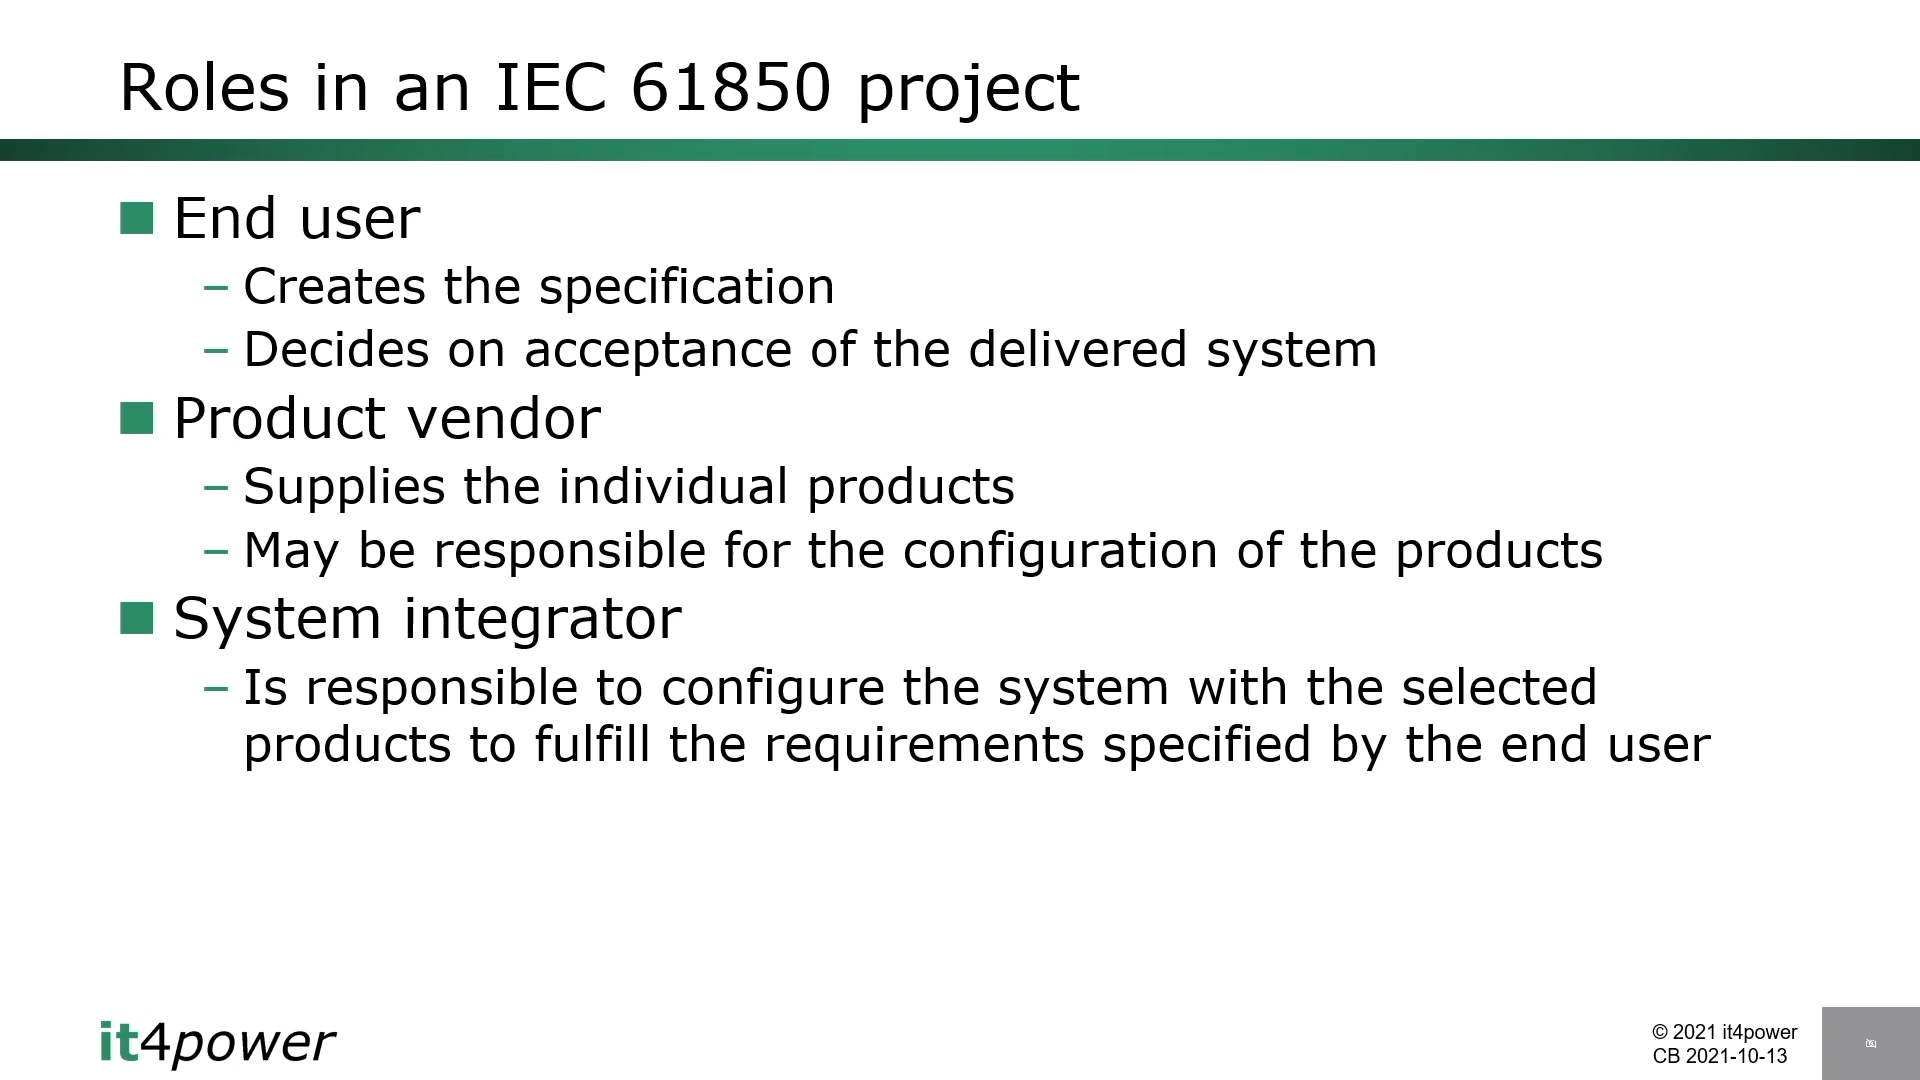 Roles in an IEC 61850 project
End user
– Creates the specification
– Decides on acceptance of the delivered system
Product vendor
– Supplies the individual products
– May be responsible for the configuration of the products
System integrator
– Is responsible to configure the system with the selected
products to fulfill the requirements specified by the end user
it4power
© 2021 it4power
CB 2021-10-13